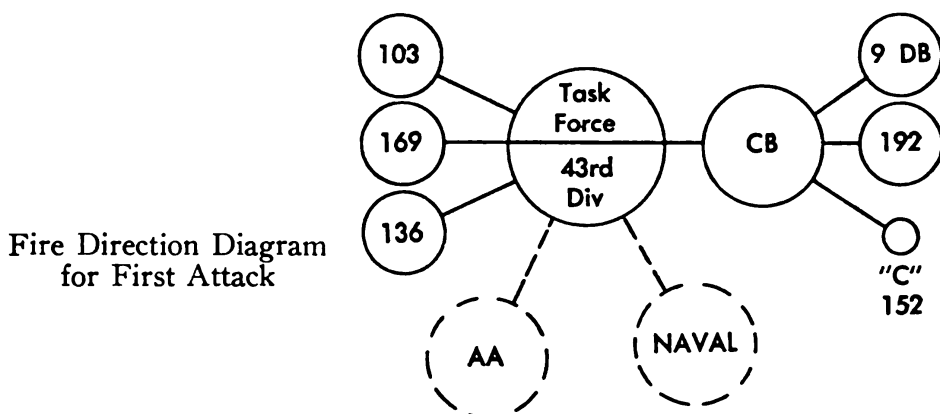 103
169
136
Task
Force
43rd
Div
CB
9 DB
192
"C"
152
AA
NAVAL
Fire Direction Diagram
for First Attack